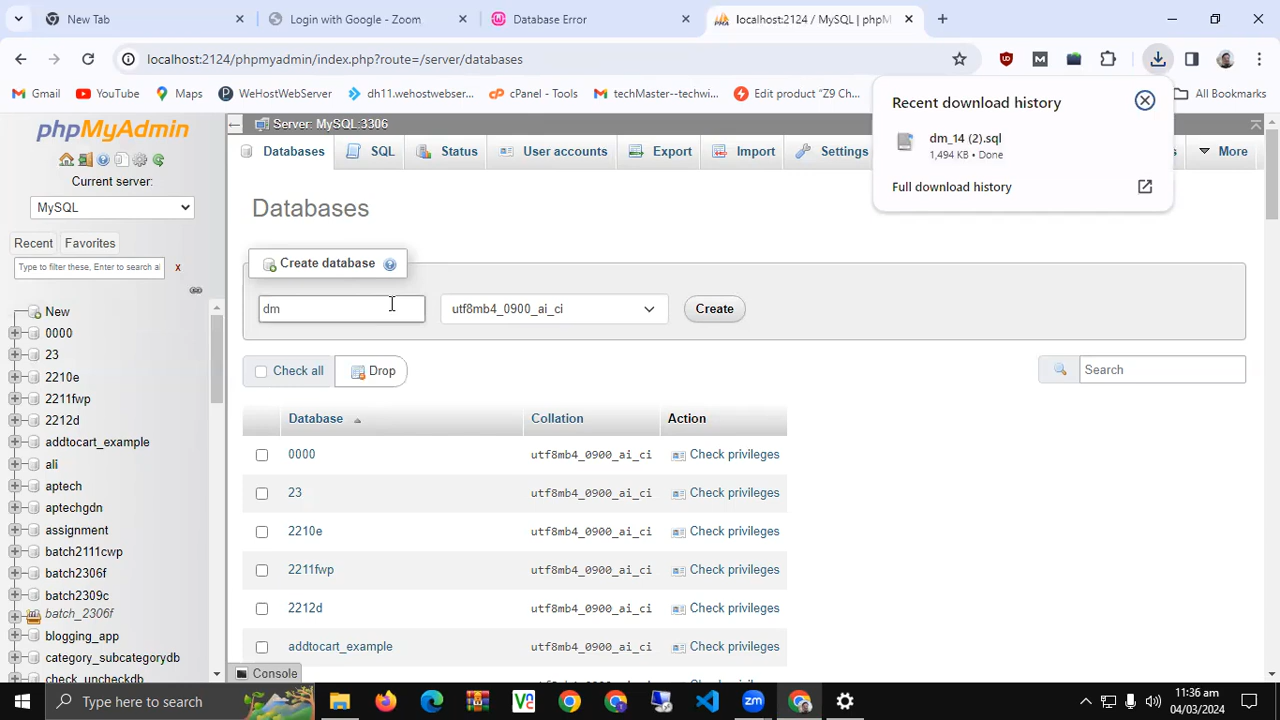 New Tab
Login with Google - Zoom
Database Error
localhost:2124 / MySQL | phpM
localhost:2124/phpmyadmin/index.php?route=/server/databases
Gmail
YouTube
Maps
WeHostWebServer
dh11.wehostwebser...
cPanel - Tools
techMaster--techwi...
Edit product "Z9 Ch...
All Bookmarks
Recent download history
dm_14 (2).sql
1,494 KB • Done
Full download history
phpMyAdmin
Current server:
MySQL
Recent
Favorites
Type to filter these, Enter to search al
X
New
0000
23
2210e
2211fwp
2212d
addtocart_example
ali
aptech
aptechgdn
assignment
batch2111cwp
batch2306f
batch2309c
batch_2306f
blogging_app
category_subcategorydb
check_uncheckdb
Server: MySQL:3306
Databases
SQL
Status
User accounts
Export
Import
Settings
More
Databases
Create database
dm
utf8mb4_0900_ai_ci
Create
Check all
Drop
Search
Database
Collation
Action
0000 utf8mb4_0900_ai_ci Check privileges
23 utf8mb4_0900_ai_ci Check privileges
2210e utf8mb4_0900_ai_ci Check privileges
2211fwp utf8mb4_0900_ai_ci Check privileges
2212d utf8mb4_0900_ai_ci Check privileges
addtocart_example utf8mb4_0900_ai_ci Check privileges
Console
Type here to search
11:36 am
04/03/2024